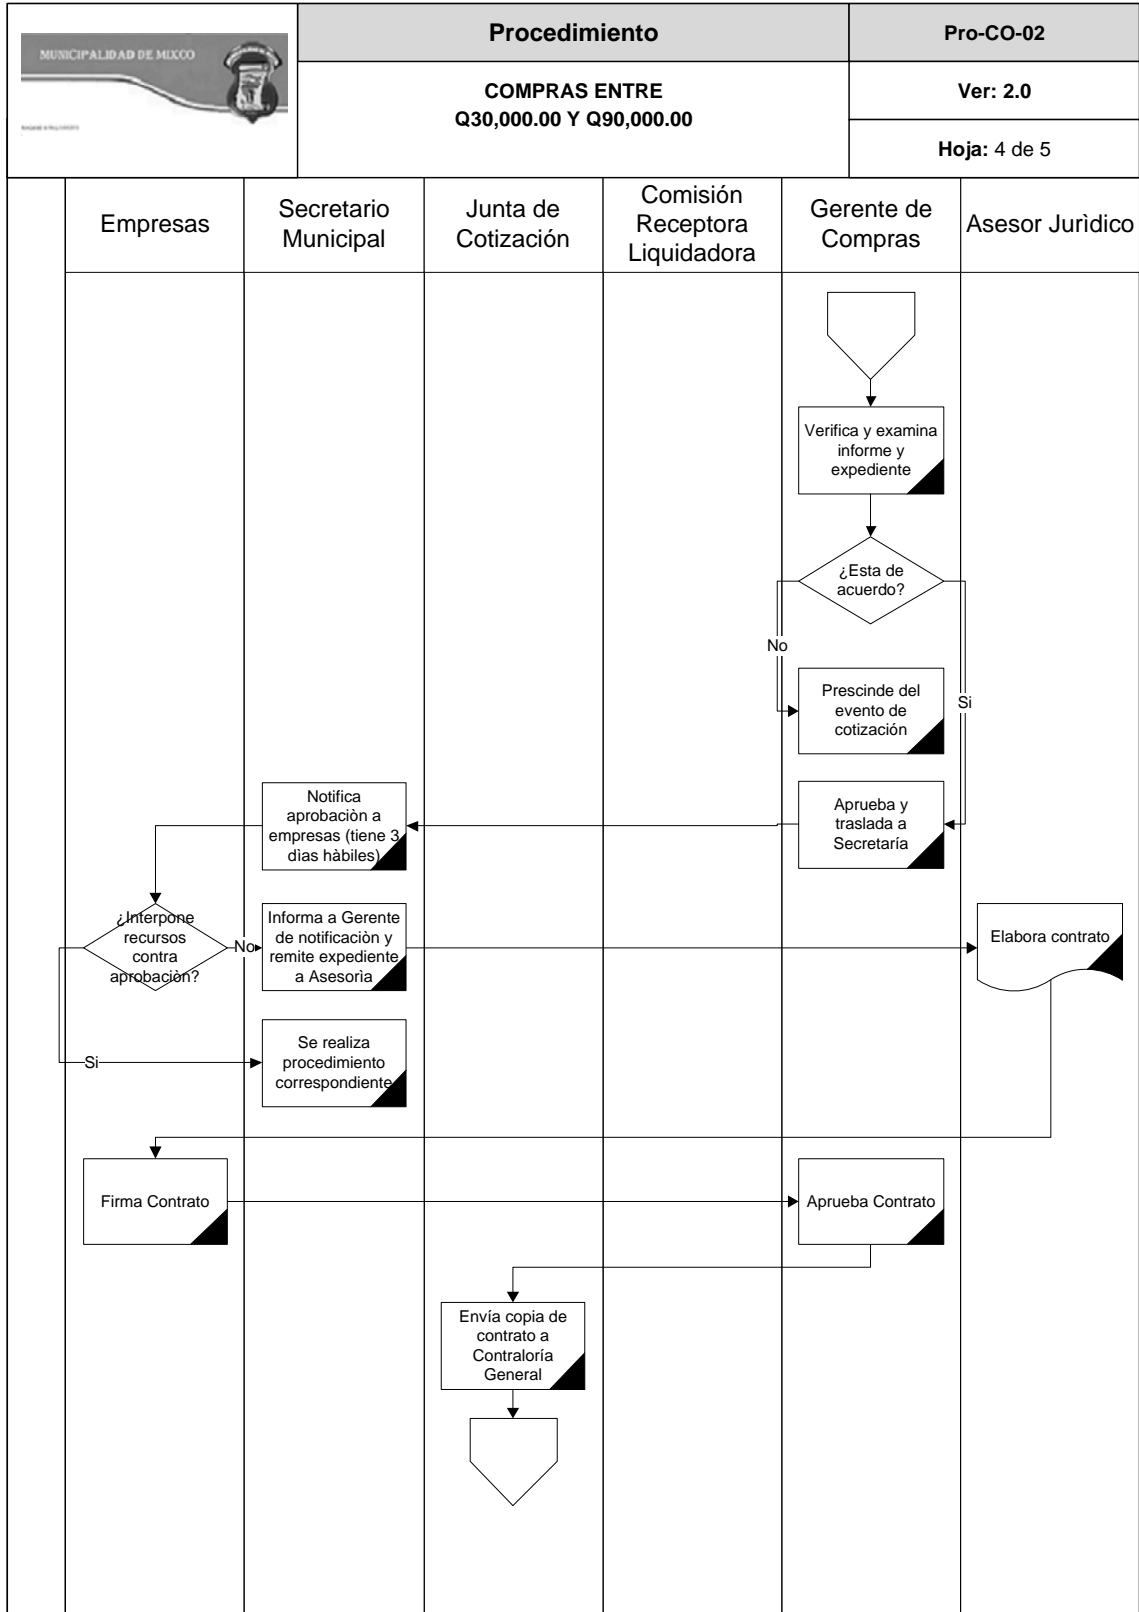 MUNICIPALIDAD DE MIXCO
Procedimiento
Pro-CO-02
COMPRAS ENTRE
Q30,000.00 Y Q90,000.00
Ver: 2.0
Hoja: 4 de 5
Empresas
Secretario
Municipal
Junta de
Cotización
Comisión
Receptora
Liquidadora
Gerente de
Compras
Asesor Jurìdico
Verifica y examina
informe y
expediente
¿Esta de
acuerdo?
No
Si
Prescinde del
evento de
cotización
Aprueba y
traslada a
Secretaría
Notifica
aprobaciòn a
empresas (tiene 3
dìas hàbiles)
¿Interpone
recursos
contra
aprobaciòn?
No
Informa a Gerente
de notificaciòn y
remite expediente
a Asesorìa
Elabora contrato
Si
Se realiza
procedimiento
correspondiente
Firma Contrato
Aprueba Contrato
Envía copia de
contrato a
Contraloría
General